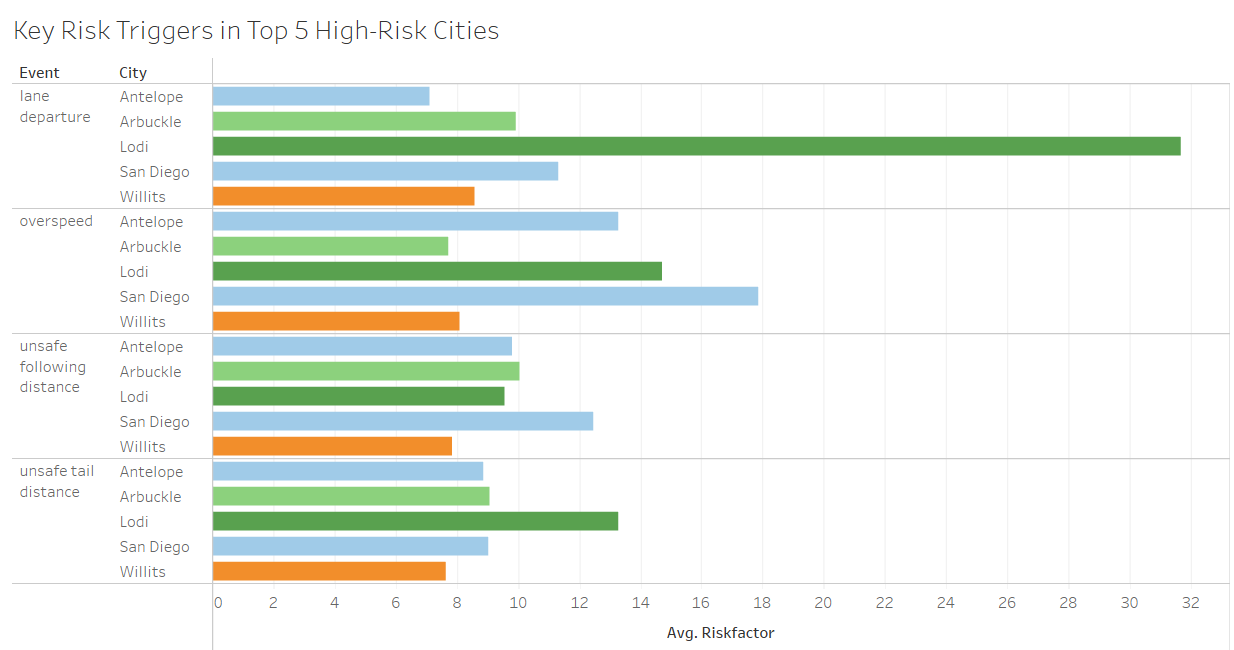 Key Risk Triggers in Top 5 High-Risk Cities
Event City
lane departure Antelope
Arbuckle
Lodi
San Diego
Willits
overspeed Antelope
Arbuckle
Lodi
San Diego
Willits
unsafe following distance Antelope
Arbuckle
Lodi
San Diego
Willits
unsafe tail distance Antelope
Arbuckle
Lodi
San Diego
Willits
0 2 4 6 8 10 12 14 16 18 20 22 24 26 28 30 32
Avg. Riskfactor